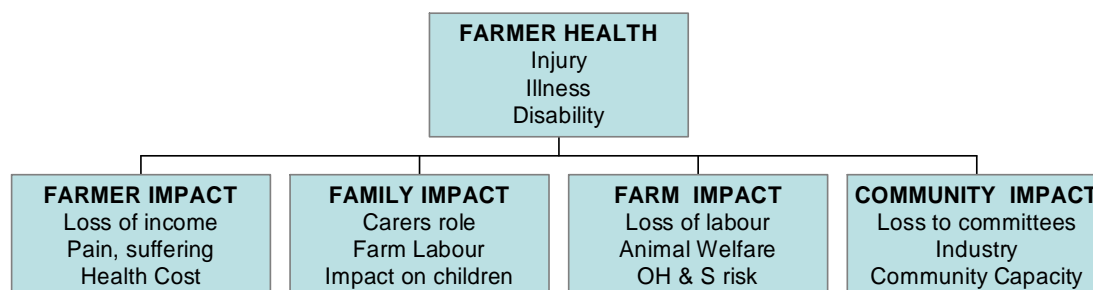 FARMER HEALTH
Injury
Illness
Disability
FARMER IMPACT
Loss of income
Pain, suffering
Health Cost
FAMILY IMPACT
Carers role
Farm Labour
Impact on children
FARM IMPACT
Loss of labour
Animal Welfare
OH & S risk
COMMUNITY IMPACT
Loss to committees
Industry
Community Capacity